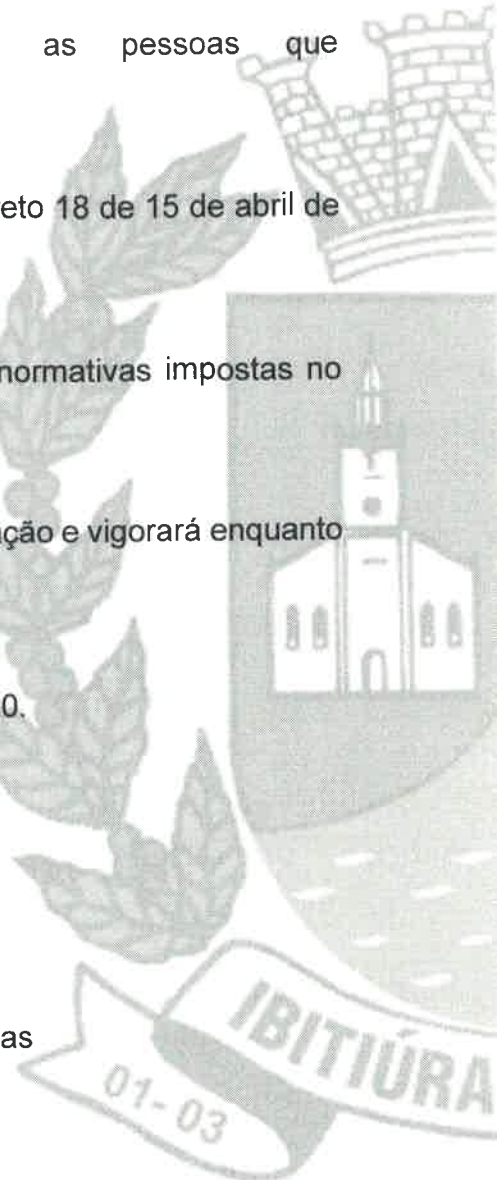 as pessoas que
eto 18 de 15 de abril de
normativas impostas no
ação e vigorará enquanto
0.
as
IBITIÚRA
01-03